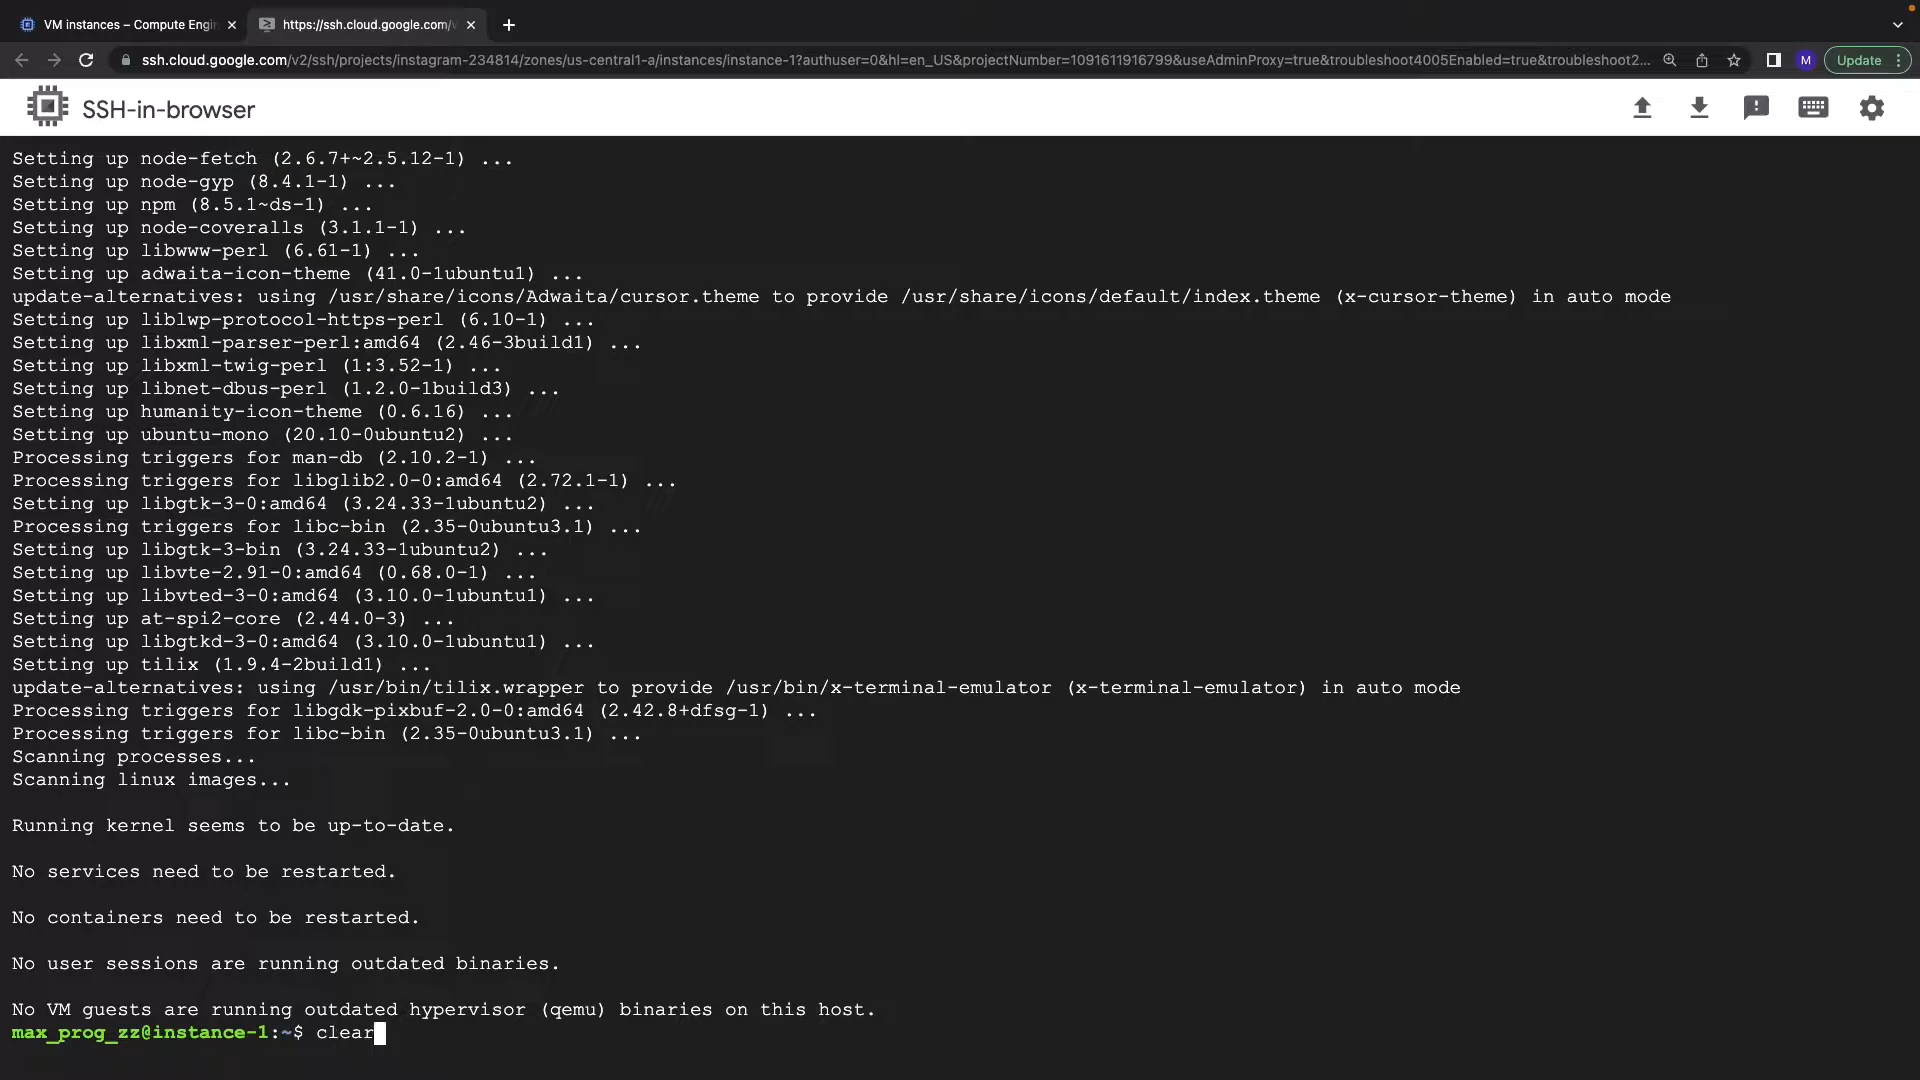 VM instances – Compute Engin
https://ssh.cloud.google.com/v
ssh.cloud.google.com/v2/ssh/projects/instagram-234814/zones/us-central1-a/instances/instance-1?authuser=0&hl=en_US&projectNumber=1091611916799&useAdminProxy=true&troubleshoot4005Enabled=true&troubleshoot2...
M
Update
SSH-in-browser
Setting up node-fetch (2.6.7+~2.5.12-1) ...
Setting up node-gyp (8.4.1-1) ...
Setting up npm (8.5.1~ds-1) ...
Setting up node-coveralls (3.1.1-1) ...
Setting up libwww-perl (6.61-1) ...
Setting up adwaita-icon-theme (41.0-1ubuntu1) ...
update-alternatives: using /usr/share/icons/Adwaita/cursor.theme to provide /usr/share/icons/default/index.theme (x-cursor-theme) in auto mode
Setting up liblwp-protocol-https-perl (6.10-1) ...
Setting up libxml-parser-perl:amd64 (2.46-3build1) ...
Setting up libxml-twig-perl (1:3.52-1) ...
Setting up libnet-dbus-perl (1.2.0-1build3) ...
Setting up humanity-icon-theme (0.6.16) ...
Setting up ubuntu-mono (20.10-0ubuntu2) ...
Processing triggers for man-db (2.10.2-1) ...
Processing triggers for libglib2.0-0:amd64 (2.72.1-1) ...
Setting up libgtk-3-0:amd64 (3.24.33-1ubuntu2) ...
Processing triggers for libc-bin (2.35-0ubuntu3.1) ...
Setting up libgtk-3-bin (3.24.33-1ubuntu2) ...
Setting up libvte-2.91-0:amd64 (0.68.0-1) ...
Setting up libvted-3-0:amd64 (3.10.0-1ubuntu1) ...
Setting up at-spi2-core (2.44.0-3) ...
Setting up libgtkd-3-0:amd64 (3.10.0-1ubuntu1) ...
Setting up tilix (1.9.4-2build1) ...
update-alternatives: using /usr/bin/tilix.wrapper to provide /usr/bin/x-terminal-emulator (x-terminal-emulator) in auto mode
Processing triggers for libgdk-pixbuf-2.0-0:amd64 (2.42.8+dfsg-1) ...
Processing triggers for libc-bin (2.35-0ubuntu3.1) ...
Scanning processes...
Scanning linux images...
Running kernel seems to be up-to-date.
No services need to be restarted.
No containers need to be restarted.
No user sessions are running outdated binaries.
No VM guests are running outdated hypervisor (qemu) binaries on this host.
max_prog_zz@instance-1:~$ clear